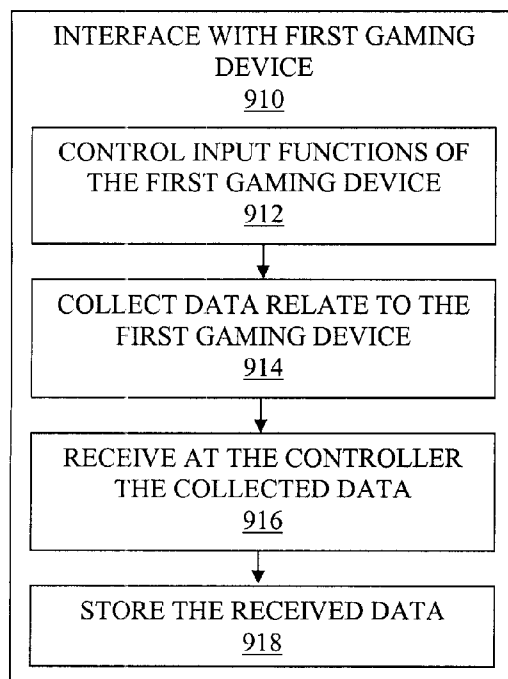 INTERFACE WITH FIRST GAMING
DEVICE
910
CONTROL INPUT FUNCTIONS OF
THE FIRST GAMING DEVICE
912
COLLECT DATA RELATE TO THE
FIRST GAMING DEVICE
914
RECEIVE AT THE CONTROLLER
THE COLLECTED DATA
916
STORE THE RECEIVED DATA
918